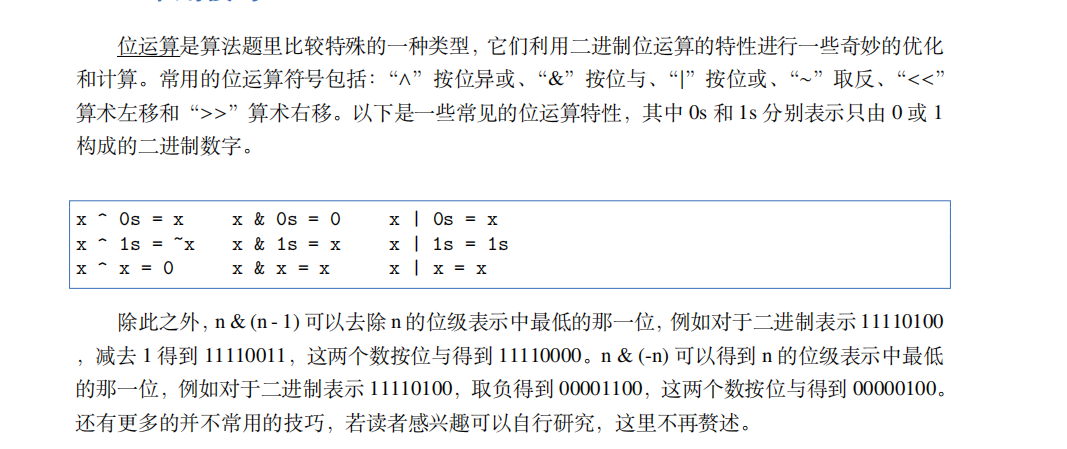 位运算是算法题里比较特殊的一种类型，它们利用二进制位运算的特性进行一些奇妙的优化
和计算。常用的位运算符号包括：“∧”按位异或、“&”按位与、“|”按位或、“∼”取反、“<<”
算术左移和“>>”算术右移。以下是一些常见的位运算特性，其中 0s 和 1s 分别表示只由 0 或 1
构成的二进制数字。
x ^ 0s = x x & 0s = 0 x | 0s = x
x ^ 1s = ~x x & 1s = x x | 1s = 1s
x ^ x = 0 x & x = x x | x = x
除此之外，n & (n - 1) 可以去除 n 的位级表示中最低的那一位，例如对于二进制表示 11110100
，减去 1 得到 11110011，这两个数按位与得到 11110000。n & (-n) 可以得到 n 的位级表示中最低
的那一位，例如对于二进制表示 11110100，取负得到 00001100，这两个数按位与得到 00000100。
还有更多的并不常用的技巧，若读者感兴趣可以自行研究，这里不再赘述。